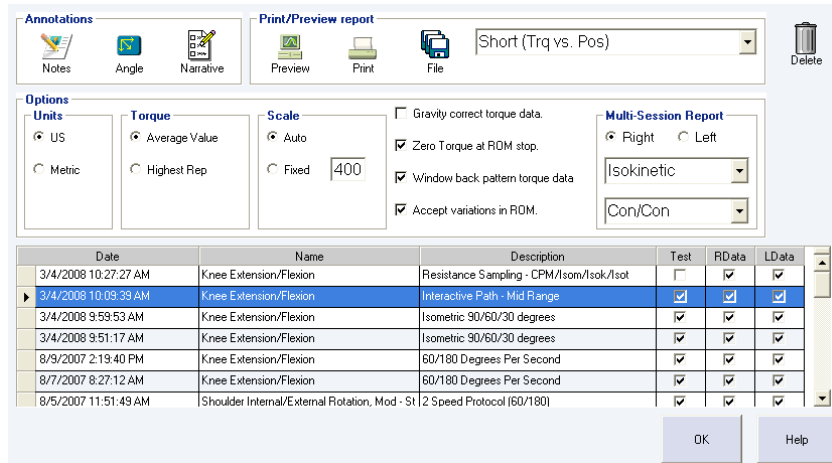 Annotations
Print/Preview report
Notes Angle Narrative Preview Print File Short (Trq vs. Pos) Delete
Options
Units Torque Scale Gravity correct torque data. Multi-Session Report
US Average Value Auto Zero Torque at ROM stop. Right Left
Metric Highest Rep Fixed 400 Window back pattern torque data Isokinetic
Accept variations in ROM. Con/Con
Date Name Description Test RData LData
3/4/2008 10:27:27 AM Knee Extension/Flexion Resistance Sampling - CPM/Isom/Isok/Isot
3/4/2008 10:09:39 AM Knee Extension/Flexion Interactive Path - Mid Range
3/4/2008 9:59:53 AM Knee Extension/Flexion Isometric 90/60/30 degrees
3/4/2008 9:51:17 AM Knee Extension/Flexion Isometric 90/60/30 degrees
8/9/2007 2:19:40 PM Knee Extension/Flexion 60/180 Degrees Per Second
8/7/2007 8:27:12 AM Knee Extension/Flexion 60/180 Degrees Per Second
8/5/2007 11:51:49 AM Shoulder Internal/External Rotation, Mod - St 2 Speed Protocol (60/180)
OK Help